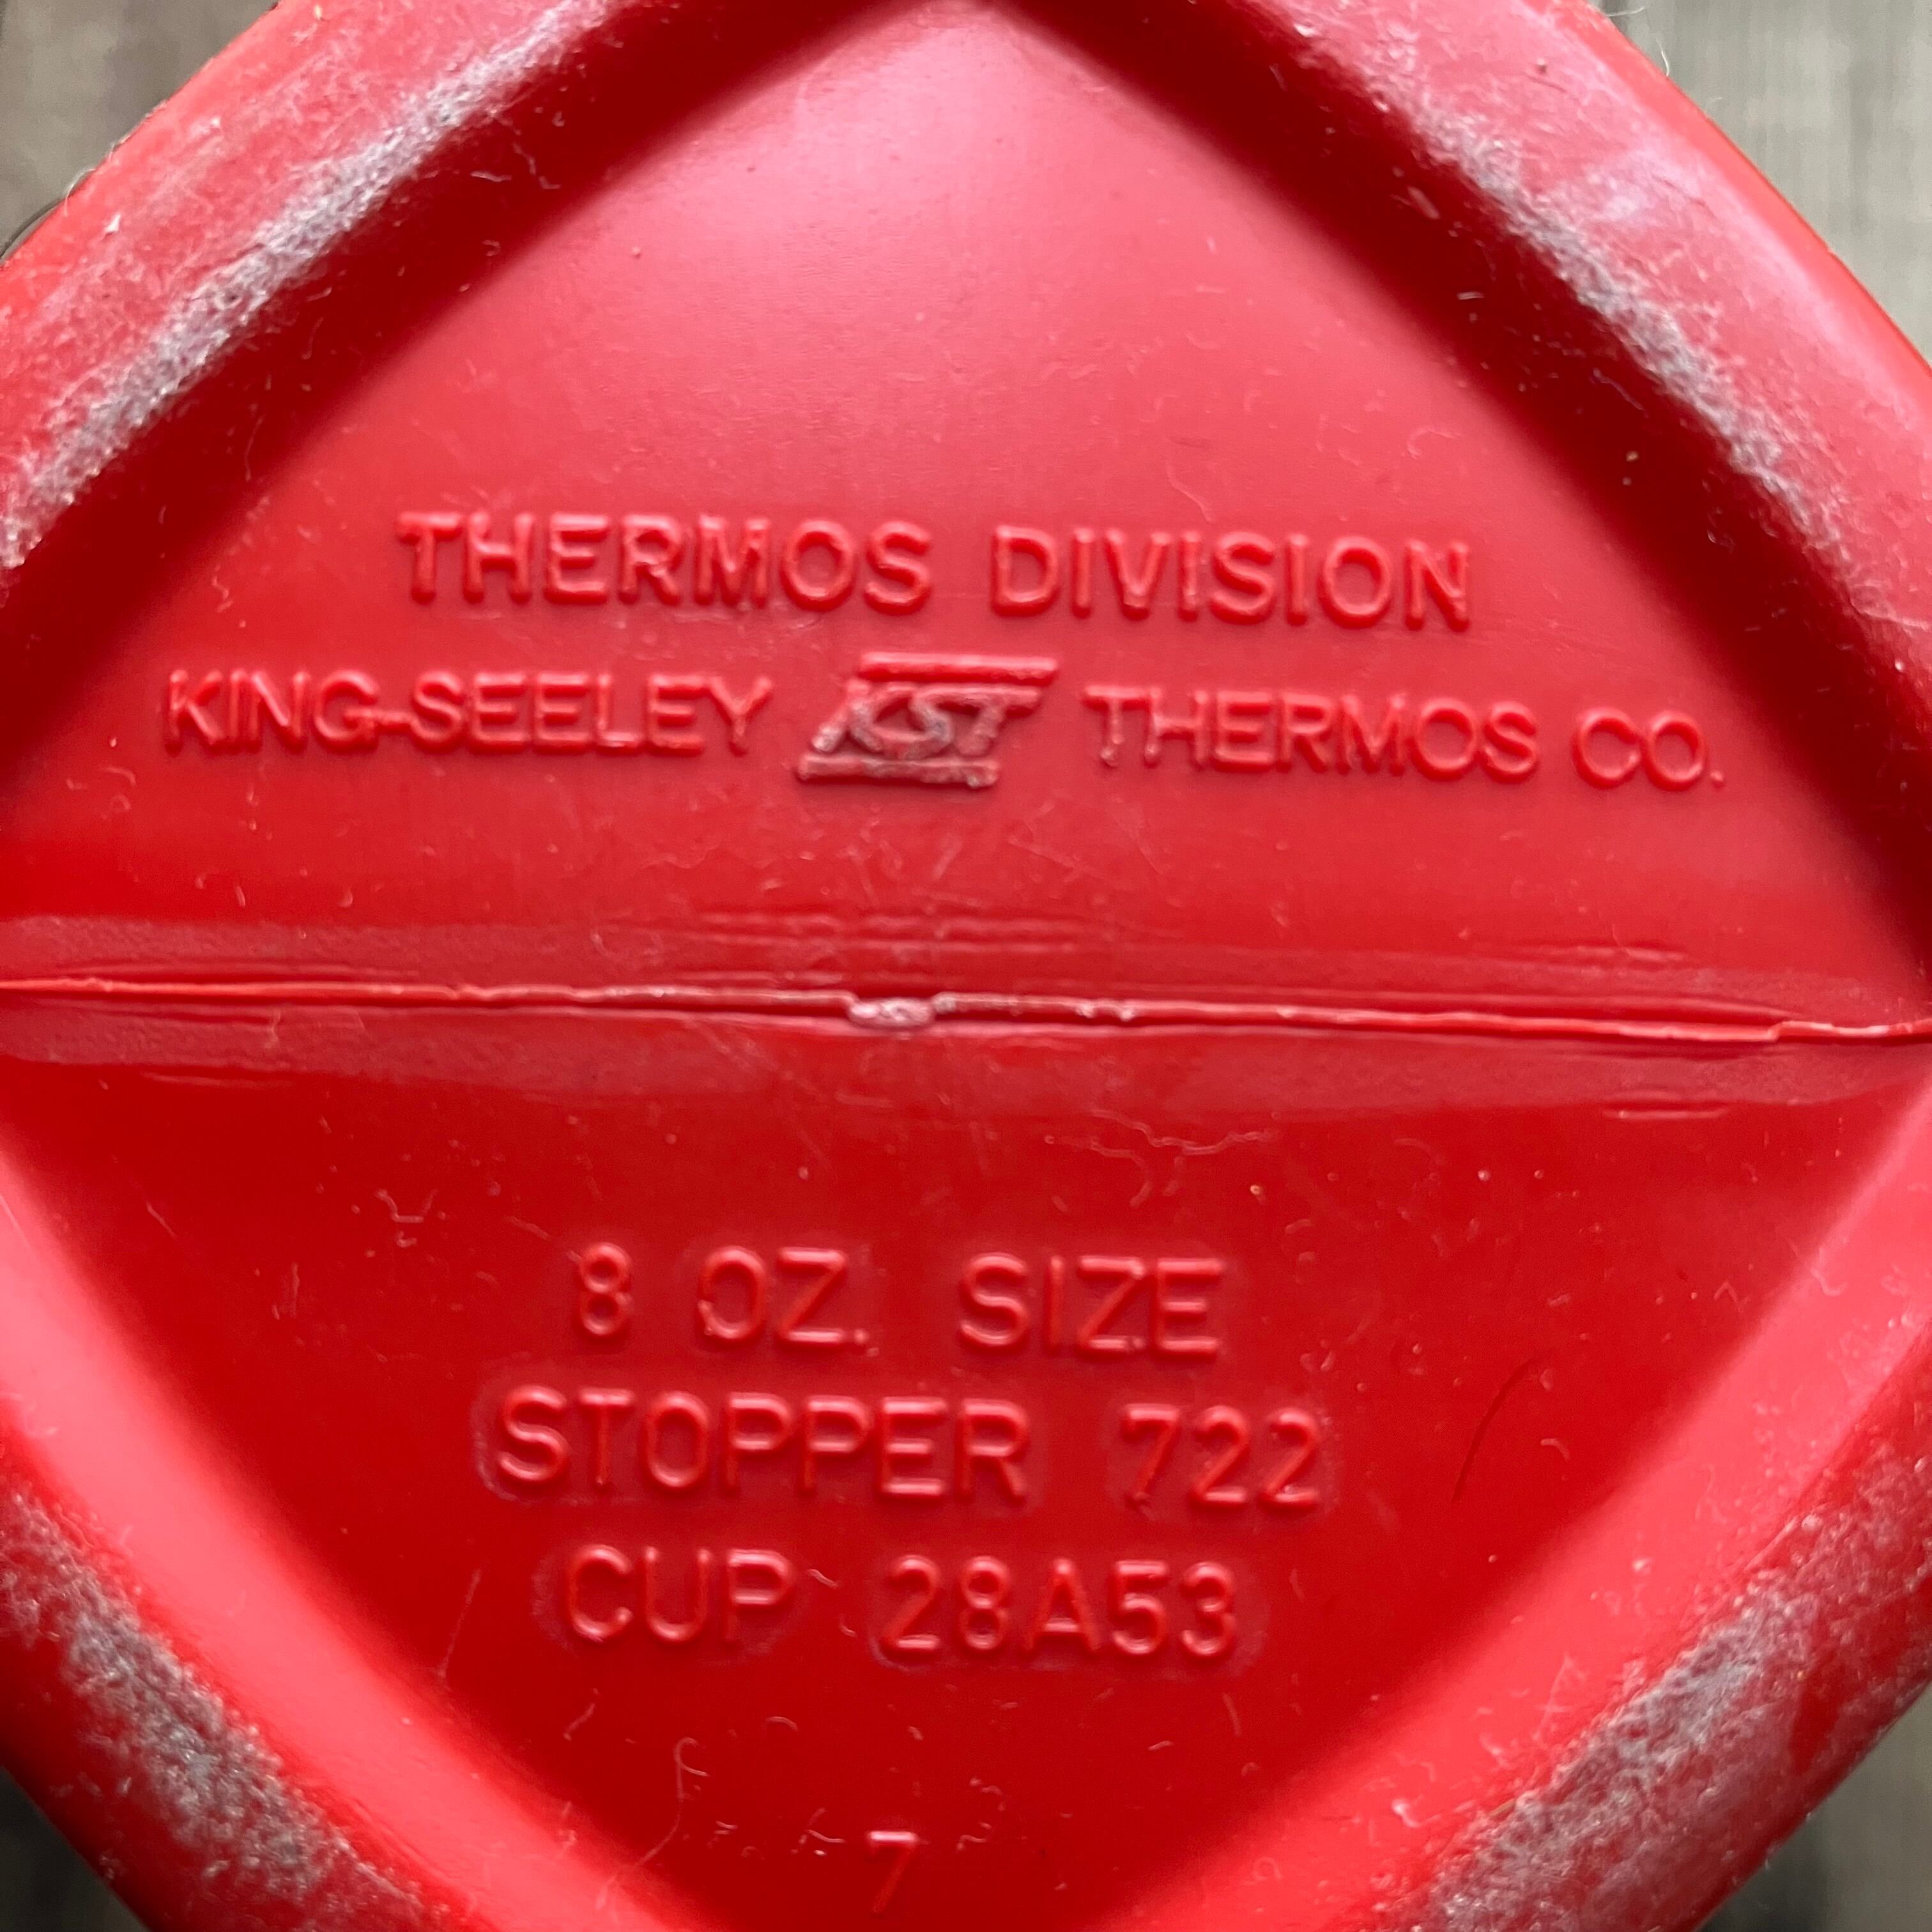 THERMOS DIVISION
KING-SEELEY KST THERMOS CO.
8 OZ. SIZE
STOPPER 722
CUP 28A53
7